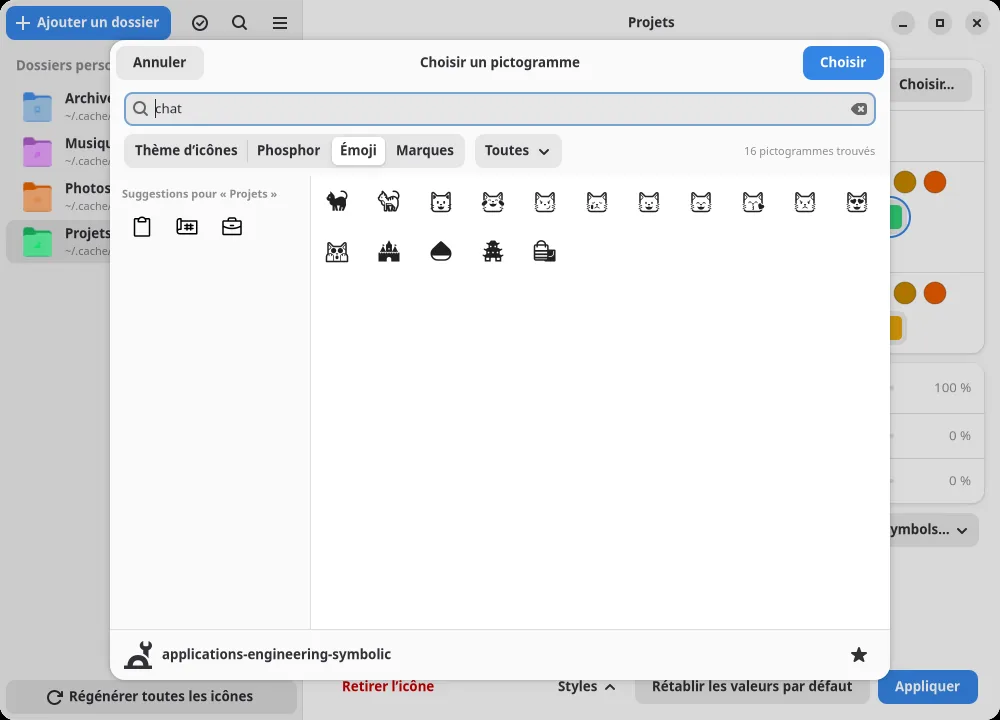 Ajouter un dossier
Projets
Dossiers perso
Annuler
Choisir un pictogramme
Choisir
Archive
~/.cache/
Choisir...
chat
Musiqu
~/.cache/
Thème d'icônes
Phosphor
Émoji
Marques
Toutes
16 pictogrammes trouvés
Photos
~/.cache/
Suggestions pour « Projets »
Projets
~/.cache/
100 %
0 %
0 %
ymbols...
applications-engineering-symbolic
Régénérer toutes les icônes
Retirer l'icône
Styles
Rétablir les valeurs par défaut
Appliquer